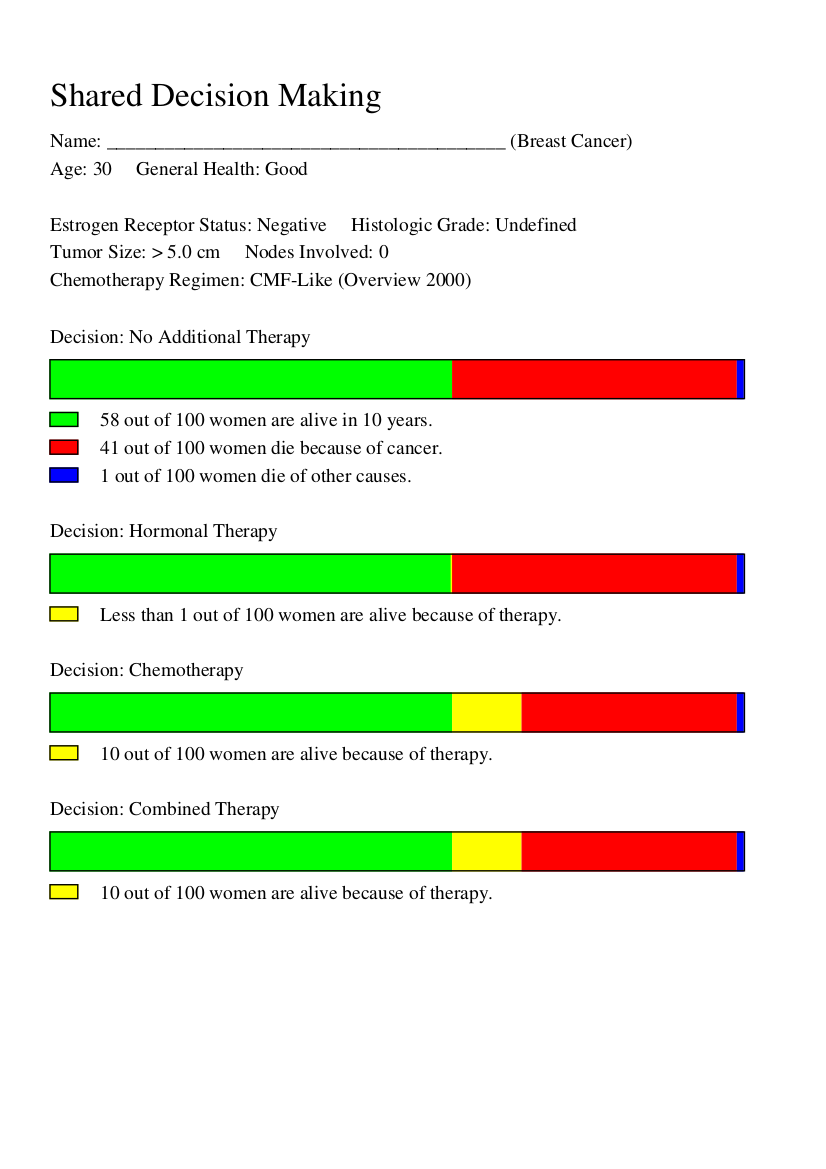 Shared Decision Making
Name: ________________________________________ (Breast Cancer)
Age: 30 General Health: Good
Estrogen Receptor Status: Negative Histologic Grade: Undefined
Tumor Size: > 5.0 cm Nodes Involved: 0
Chemotherapy Regimen: CMF-Like (Overview 2000)
Decision: No Additional Therapy
58 out of 100 women are alive in 10 years.
41 out of 100 women die because of cancer.
1 out of 100 women die of other causes.
Decision: Hormonal Therapy
Less than 1 out of 100 women are alive because of therapy.
Decision: Chemotherapy
10 out of 100 women are alive because of therapy.
Decision: Combined Therapy
10 out of 100 women are alive because of therapy.